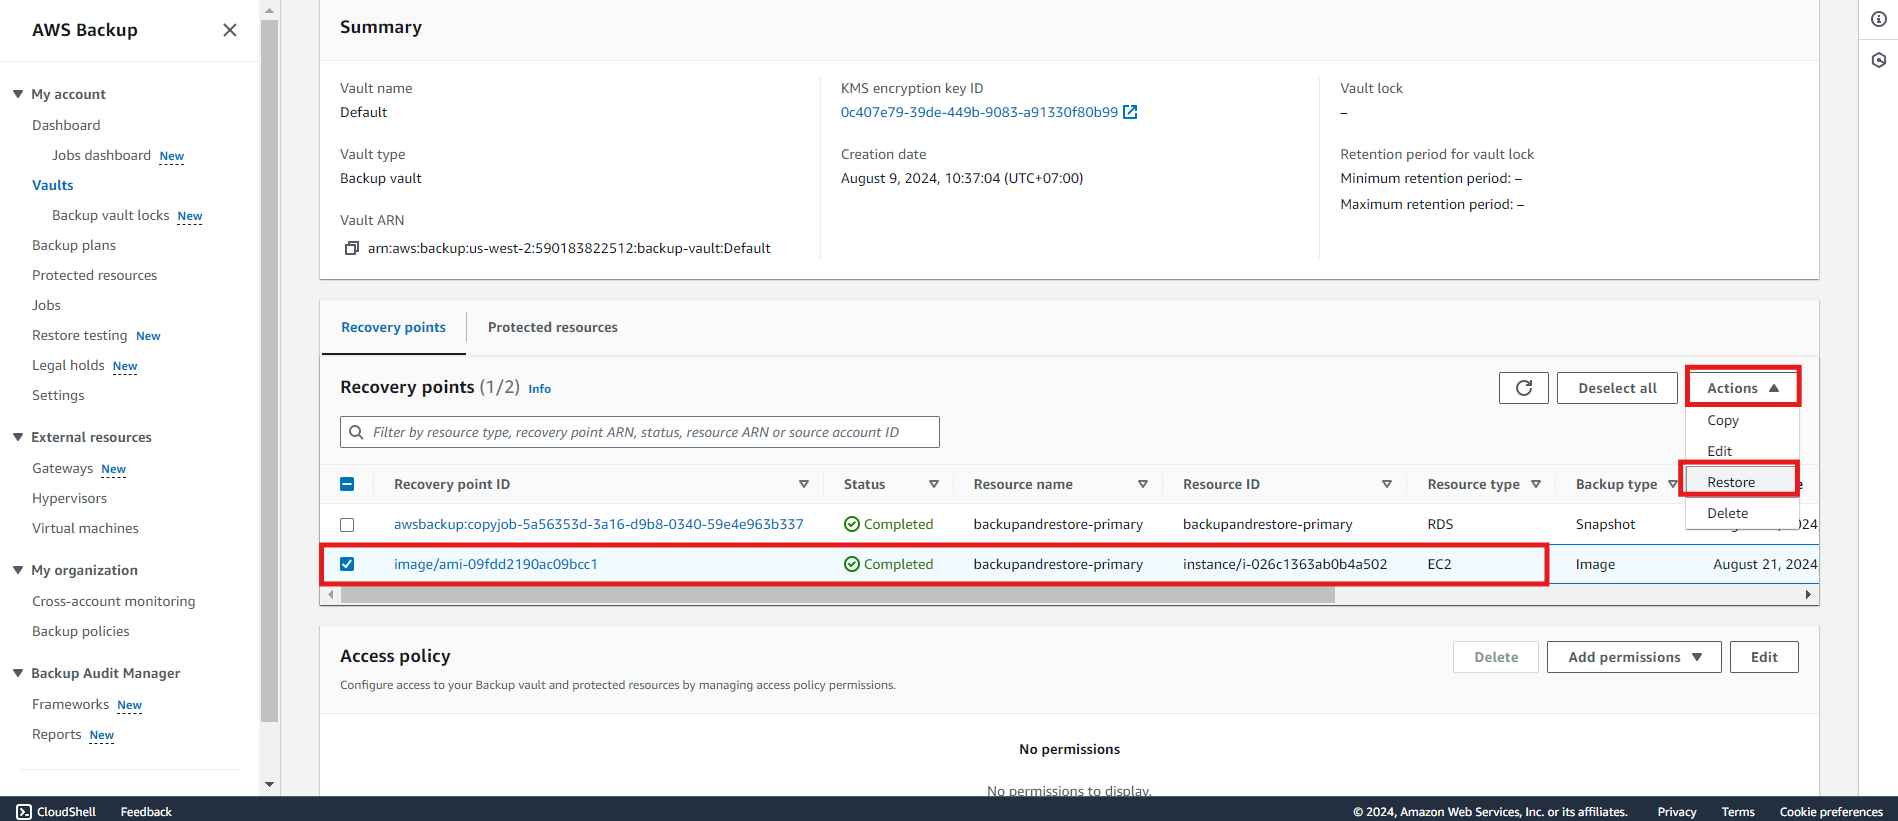 AWS Backup
My account
Dashboard
Jobs dashboard New
Vaults
Backup vault locks New
Backup plans
Protected resources
Jobs
Restore testing New
Legal holds New
Settings
External resources
Gateways New
Hypervisors
Virtual machines
My organization
Cross-account monitoring
Backup policies
Backup Audit Manager
Frameworks New
Reports New
Summary
Vault name
Default
Vault type
Backup vault
Vault ARN
arn:aws:backup:us-west-2:590183822512:backup-vault:Default
KMS encryption key ID
0c407e79-39de-449b-9083-a91330f80b99
Creation date
August 9, 2024, 10:37:04 (UTC+07:00)
Vault lock
–
Retention period for vault lock
Minimum retention period: –
Maximum retention period: –
Recovery points Protected resources
Recovery points (1/2) Info
Deselect all Actions
Copy
Edit
Restore
Delete
Filter by resource type, recovery point ARN, status, resource ARN or source account ID
Recovery point ID Status Resource name Resource ID Resource type Backup type
awsbackup:copyjob-5a56353d-3a16-d9b8-0340-59e4e963b337 Completed backupandrestore-primary backupandrestore-primary RDS Snapshot 2024,
image/ami-09fdd2190ac09bcc1 Completed backupandrestore-primary instance/i-026c1363ab0b4a502 EC2 Image August 21, 2024,
Access policy
Delete Add permissions Edit
Configure access to your Backup vault and protected resources by managing access policy permissions.
No permissions
No permissions to display.
CloudShell Feedback © 2024, Amazon Web Services, Inc. or its affiliates. Privacy Terms Cookie preferences